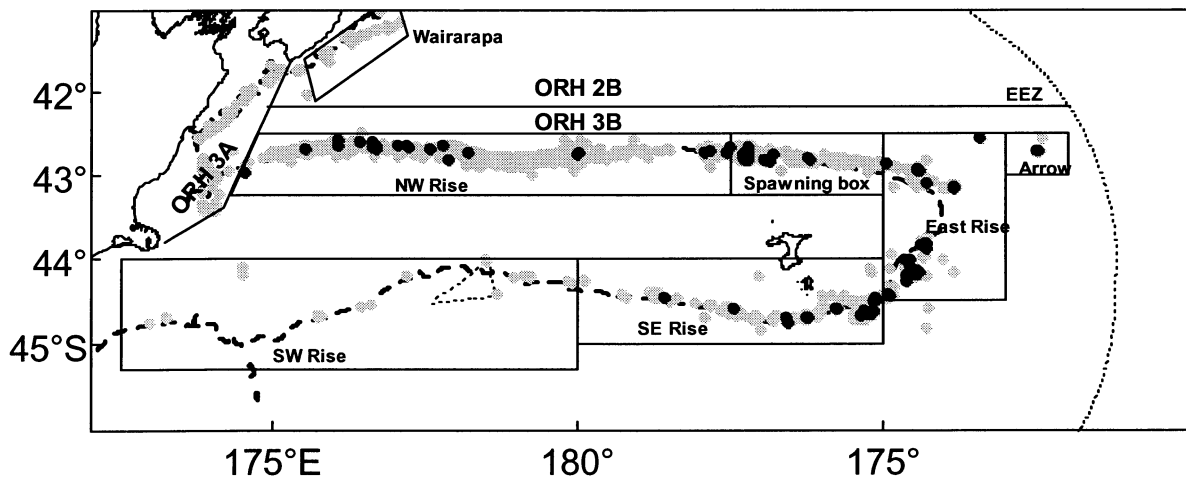 Wairarapa
42°
ORH 2B
EEZ
ORH 3B
ORH 3A
43°
NW Rise
Spawning box
Arrow
East Rise
44°
SE Rise
45°S
SW Rise
175°E
180°
175°